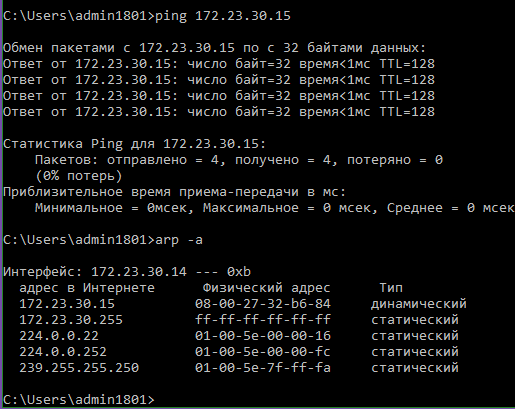 C:\Users\admin1801>ping 172.23.30.15
Обмен пакетами с 172.23.30.15 по с 32 байтами данных:
Ответ от 172.23.30.15: число байт=32 время<1мс TTL=128
Ответ от 172.23.30.15: число байт=32 время<1мс TTL=128
Ответ от 172.23.30.15: число байт=32 время<1мс TTL=128
Ответ от 172.23.30.15: число байт=32 время<1мс TTL=128
Статистика Ping для 172.23.30.15:
Пакетов: отправлено = 4, получено = 4, потеряно = 0
(0% потерь)
Приблизительное время приема-передачи в мс:
Минимальное = 0мсек, Максимальное = 0 мсек, Среднее = 0 мсек
C:\Users\admin1801>arp -a
Интерфейс: 172.23.30.14 --- 0xb
адрес в Интернете Физический адрес Тип
172.23.30.15 08-00-27-32-b6-84 динамический
172.23.30.255 ff-ff-ff-ff-ff-ff статический
224.0.0.22 01-00-5e-00-00-16 статический
224.0.0.252 01-00-5e-00-00-fc статический
239.255.255.250 01-00-5e-7f-ff-fa статический
C:\Users\admin1801>